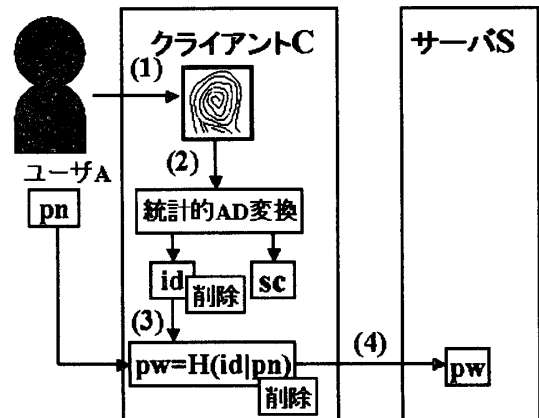 クライアントC
サーバS
(1)
(2)
ユーザA
pn
統計的AD変換
id
削除
sc
(3)
pw=H(id|pn)
削除
(4)
pw